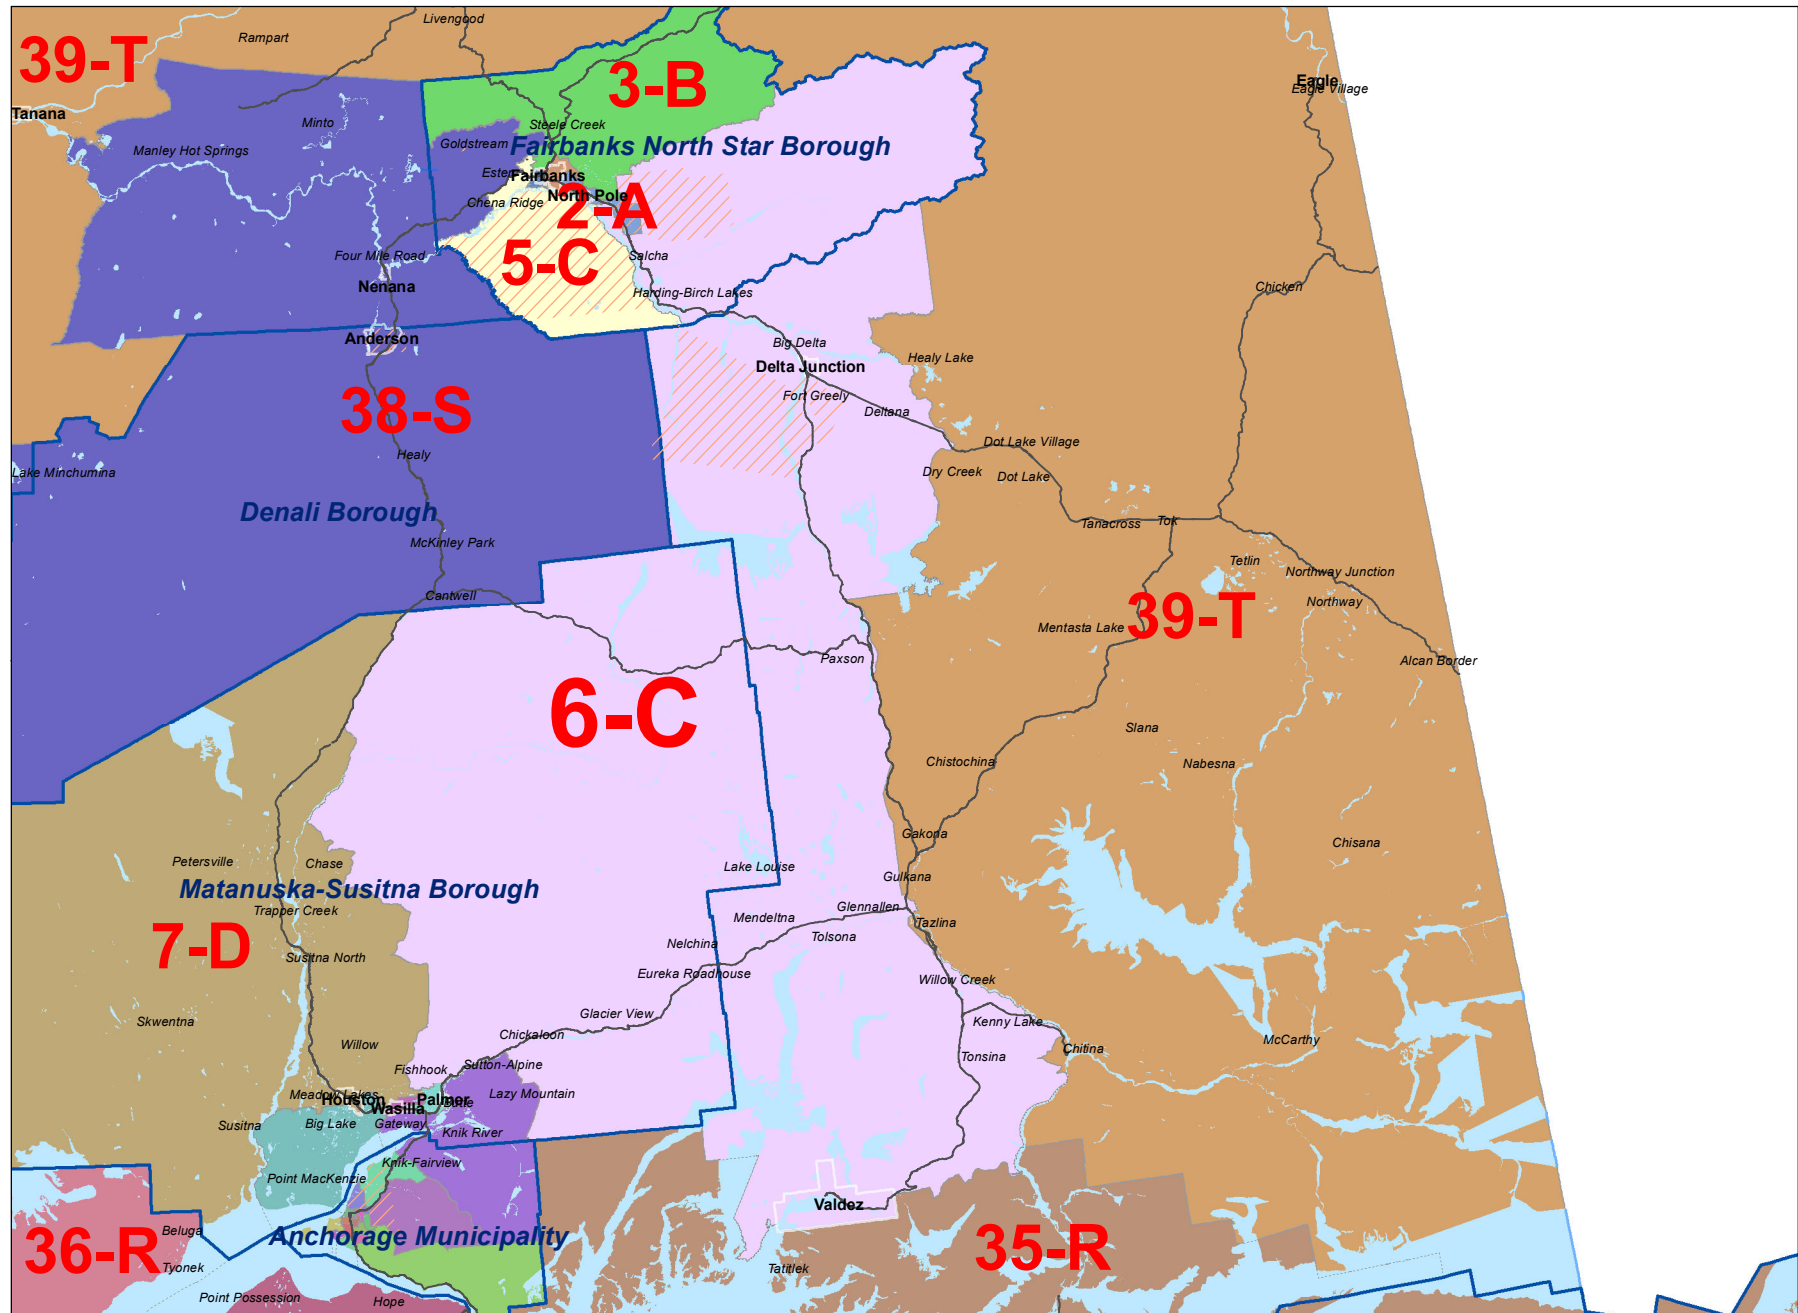 Livengood
Rampart
39-T
3-B
Eagle
Eagle Village
Tanana
Minto
Steele Creek
Manley Hot Springs
Goldstream
Fairbanks North Star Borough
Ester
Fairbanks
North Pole
Chena Ridge
2-A
5-C
Four Mile Road
Salcha
Nenana
Harding-Birch Lakes
Chicken
Anderson
Big Delta
Healy Lake
Delta Junction
Fort Greely
38-S
Deltana
Dot Lake Village
Healy
Lake Minchumina
Dry Creek
Dot Lake
Denali Borough
Tanacross
Tok
McKinley Park
Tetlin
Northway Junction
Cantwell
Northway
39-T
Mentasta Lake
Paxson
Alcan Border
6-C
Slana
Chistochina
Nabesna
Gakona
Chisana
Petersville
Chase
Lake Louise
Gulkana
Matanuska-Susitna Borough
Trapper Creek
Glennallen
Mendeltna
Tazlina
7-D
Tolsona
Nelchina
Susitna North
Eureka Roadhouse
Willow Creek
Glacier View
Skwentna
Kenny Lake
Chickaloon
McCarthy
Willow
Chitina
Tonsina
Fishhook
Sutton-Alpine
Meadow Lakes
Lazy Mountain
Houston
Palmer
Butte
Wasilla
Susitna
Big Lake
Gateway
Knik River
Knik-Fairview
Point MacKenzie
Valdez
Beluga
Anchorage Municipality
36-R
35-R
Tyonek
Tatitlek
Point Possession
Hope